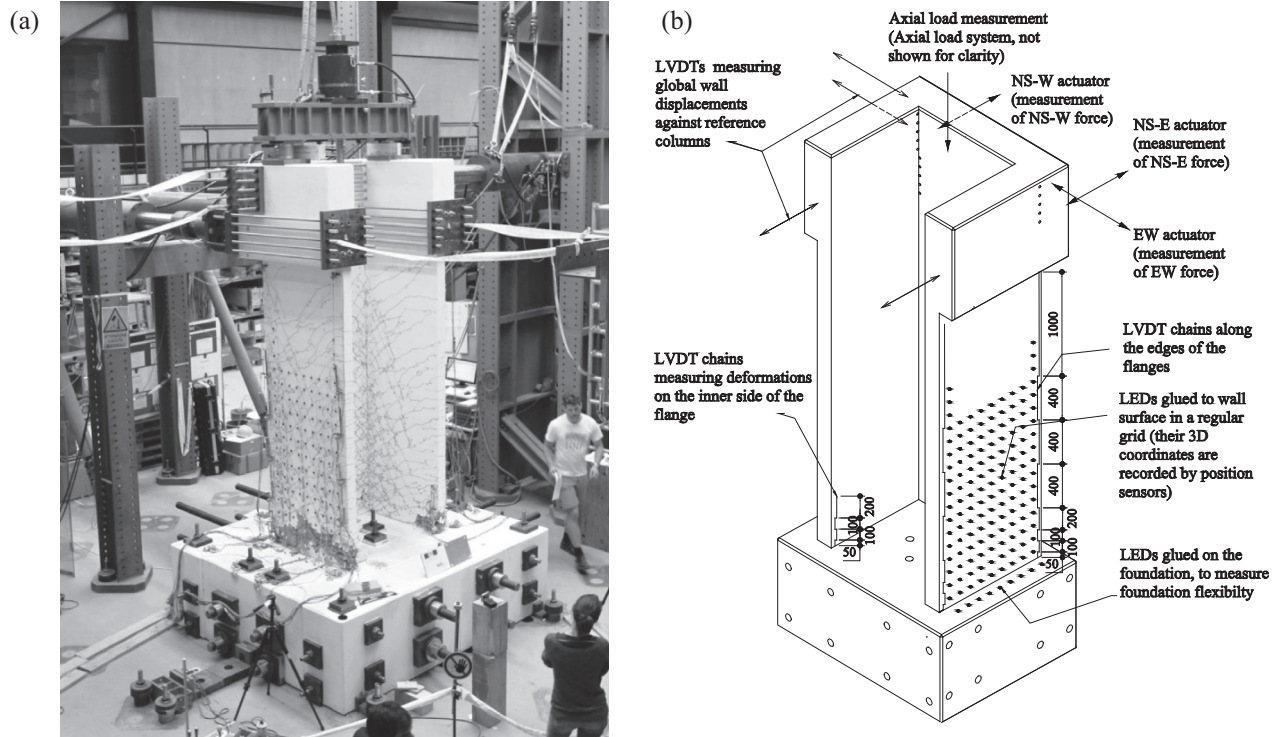 (a)
(b)
Axial load measurement
(Axial load system, not
shown for clarity)
LVDTs measuring
global wall
displacements
against reference
columns
NS-W actuator
(measurement
of NS-W force)
NS-E actuator
(measurement
of NS-E force)
EW actuator
(measurement
of EW force)
1000
LVDT chains along
the edges of the
flanges
LVDT chains
measuring deformations
on the inner side of the
flange
400
LEDs glued to wall
surface in a regular
grid (their 3D
coordinates are
recorded by position
sensors)
400
400
200
100
100
50
200
100
100
50
LEDs glued on the
foundation, to measure
foundation flexibilty